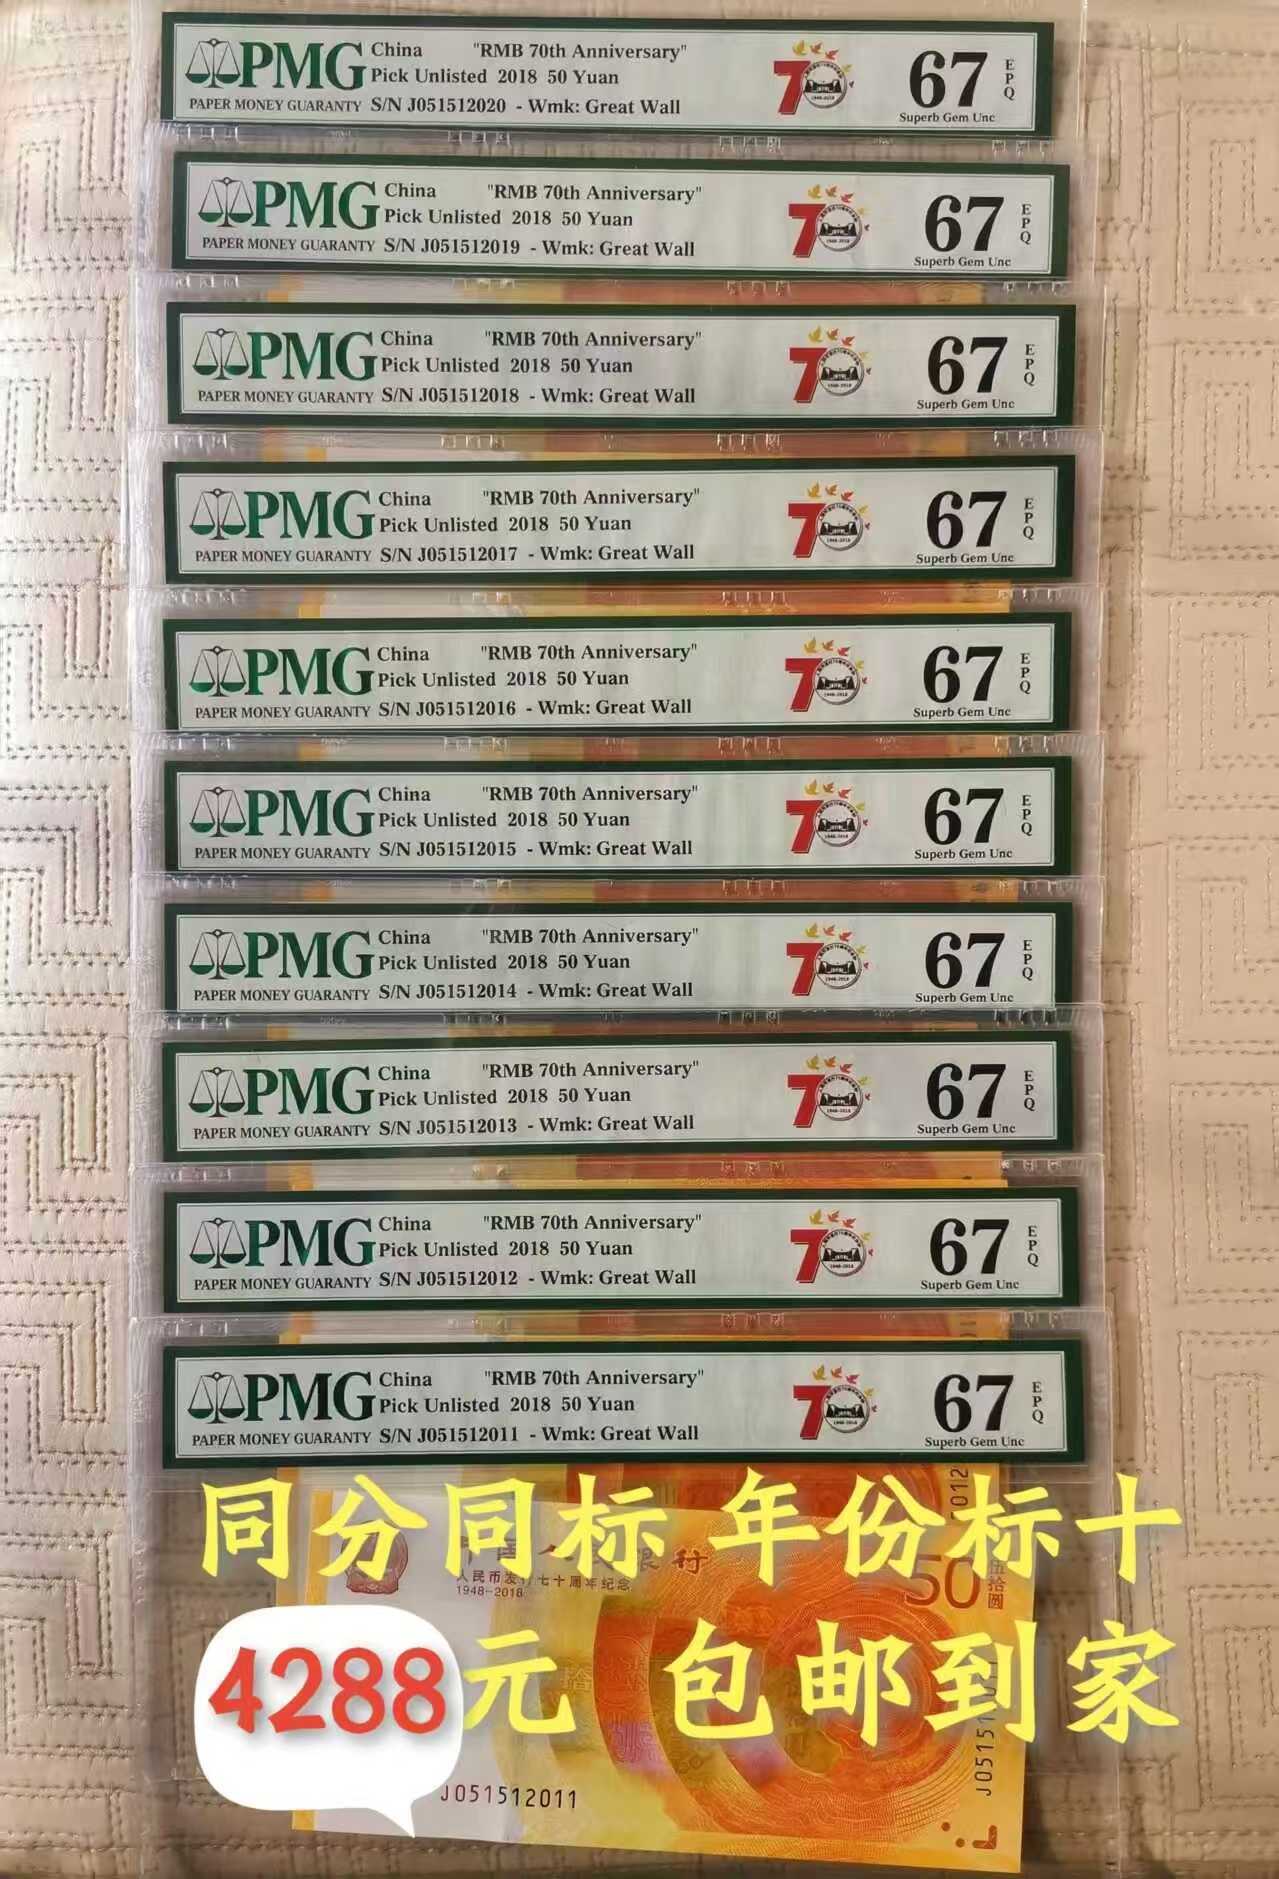 PMG China "RMB 70th Anniversary"
Pick Unlisted 2018 50 Yuan 67 EPQ
PAPER MONEY GUARANTY S/N J051512020 - Wmk: Great Wall Superb Gem Unc
PMG China "RMB 70th Anniversary"
Pick Unlisted 2018 50 Yuan 67 EPQ
PAPER MONEY GUARANTY S/N J051512019 - Wmk: Great Wall Superb Gem Unc
PMG China "RMB 70th Anniversary"
Pick Unlisted 2018 50 Yuan 67 EPQ
PAPER MONEY GUARANTY S/N J051512018 - Wmk: Great Wall Superb Gem Unc
PMG China "RMB 70th Anniversary"
Pick Unlisted 2018 50 Yuan 67 EPQ
PAPER MONEY GUARANTY S/N J051512017 - Wmk: Great Wall Superb Gem Unc
PMG China "RMB 70th Anniversary"
Pick Unlisted 2018 50 Yuan 67 EPQ
PAPER MONEY GUARANTY S/N J051512016 - Wmk: Great Wall Superb Gem Unc
PMG China "RMB 70th Anniversary"
Pick Unlisted 2018 50 Yuan 67 EPQ
PAPER MONEY GUARANTY S/N J051512015 - Wmk: Great Wall Superb Gem Unc
PMG China "RMB 70th Anniversary"
Pick Unlisted 2018 50 Yuan 67 EPQ
PAPER MONEY GUARANTY S/N J051512014 - Wmk: Great Wall Superb Gem Unc
PMG China "RMB 70th Anniversary"
Pick Unlisted 2018 50 Yuan 67 EPQ
PAPER MONEY GUARANTY S/N J051512013 - Wmk: Great Wall Superb Gem Unc
PMG China "RMB 70th Anniversary"
Pick Unlisted 2018 50 Yuan 67 EPQ
PAPER MONEY GUARANTY S/N J051512012 - Wmk: Great Wall Superb Gem Unc
PMG China "RMB 70th Anniversary"
Pick Unlisted 2018 50 Yuan 67 EPQ
PAPER MONEY GUARANTY S/N J051512011 - Wmk: Great Wall Superb Gem Unc
同分同标 年份标十
人民币发行七十周年纪念
1948-2018
50 伍拾圆
4288元 包邮到家
J051512011